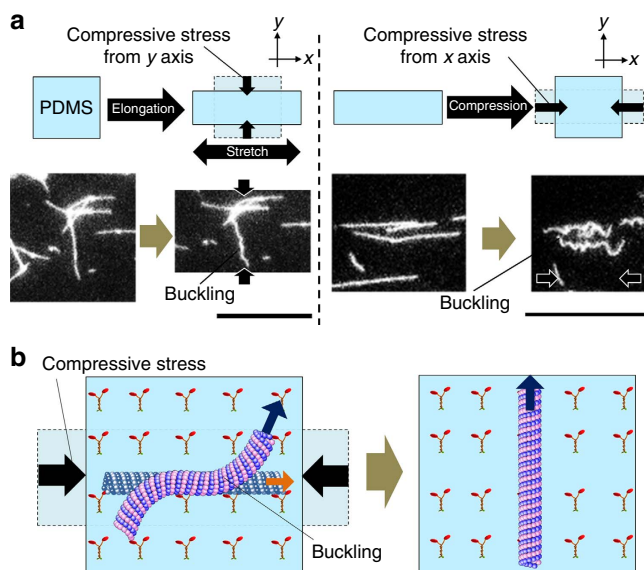 a
Compressive stress
from y axis
y
x
PDMS
Elongation
Stretch
Buckling
Compressive stress
from x axis
y
x
Compression
Buckling
b
Compressive stress
Buckling